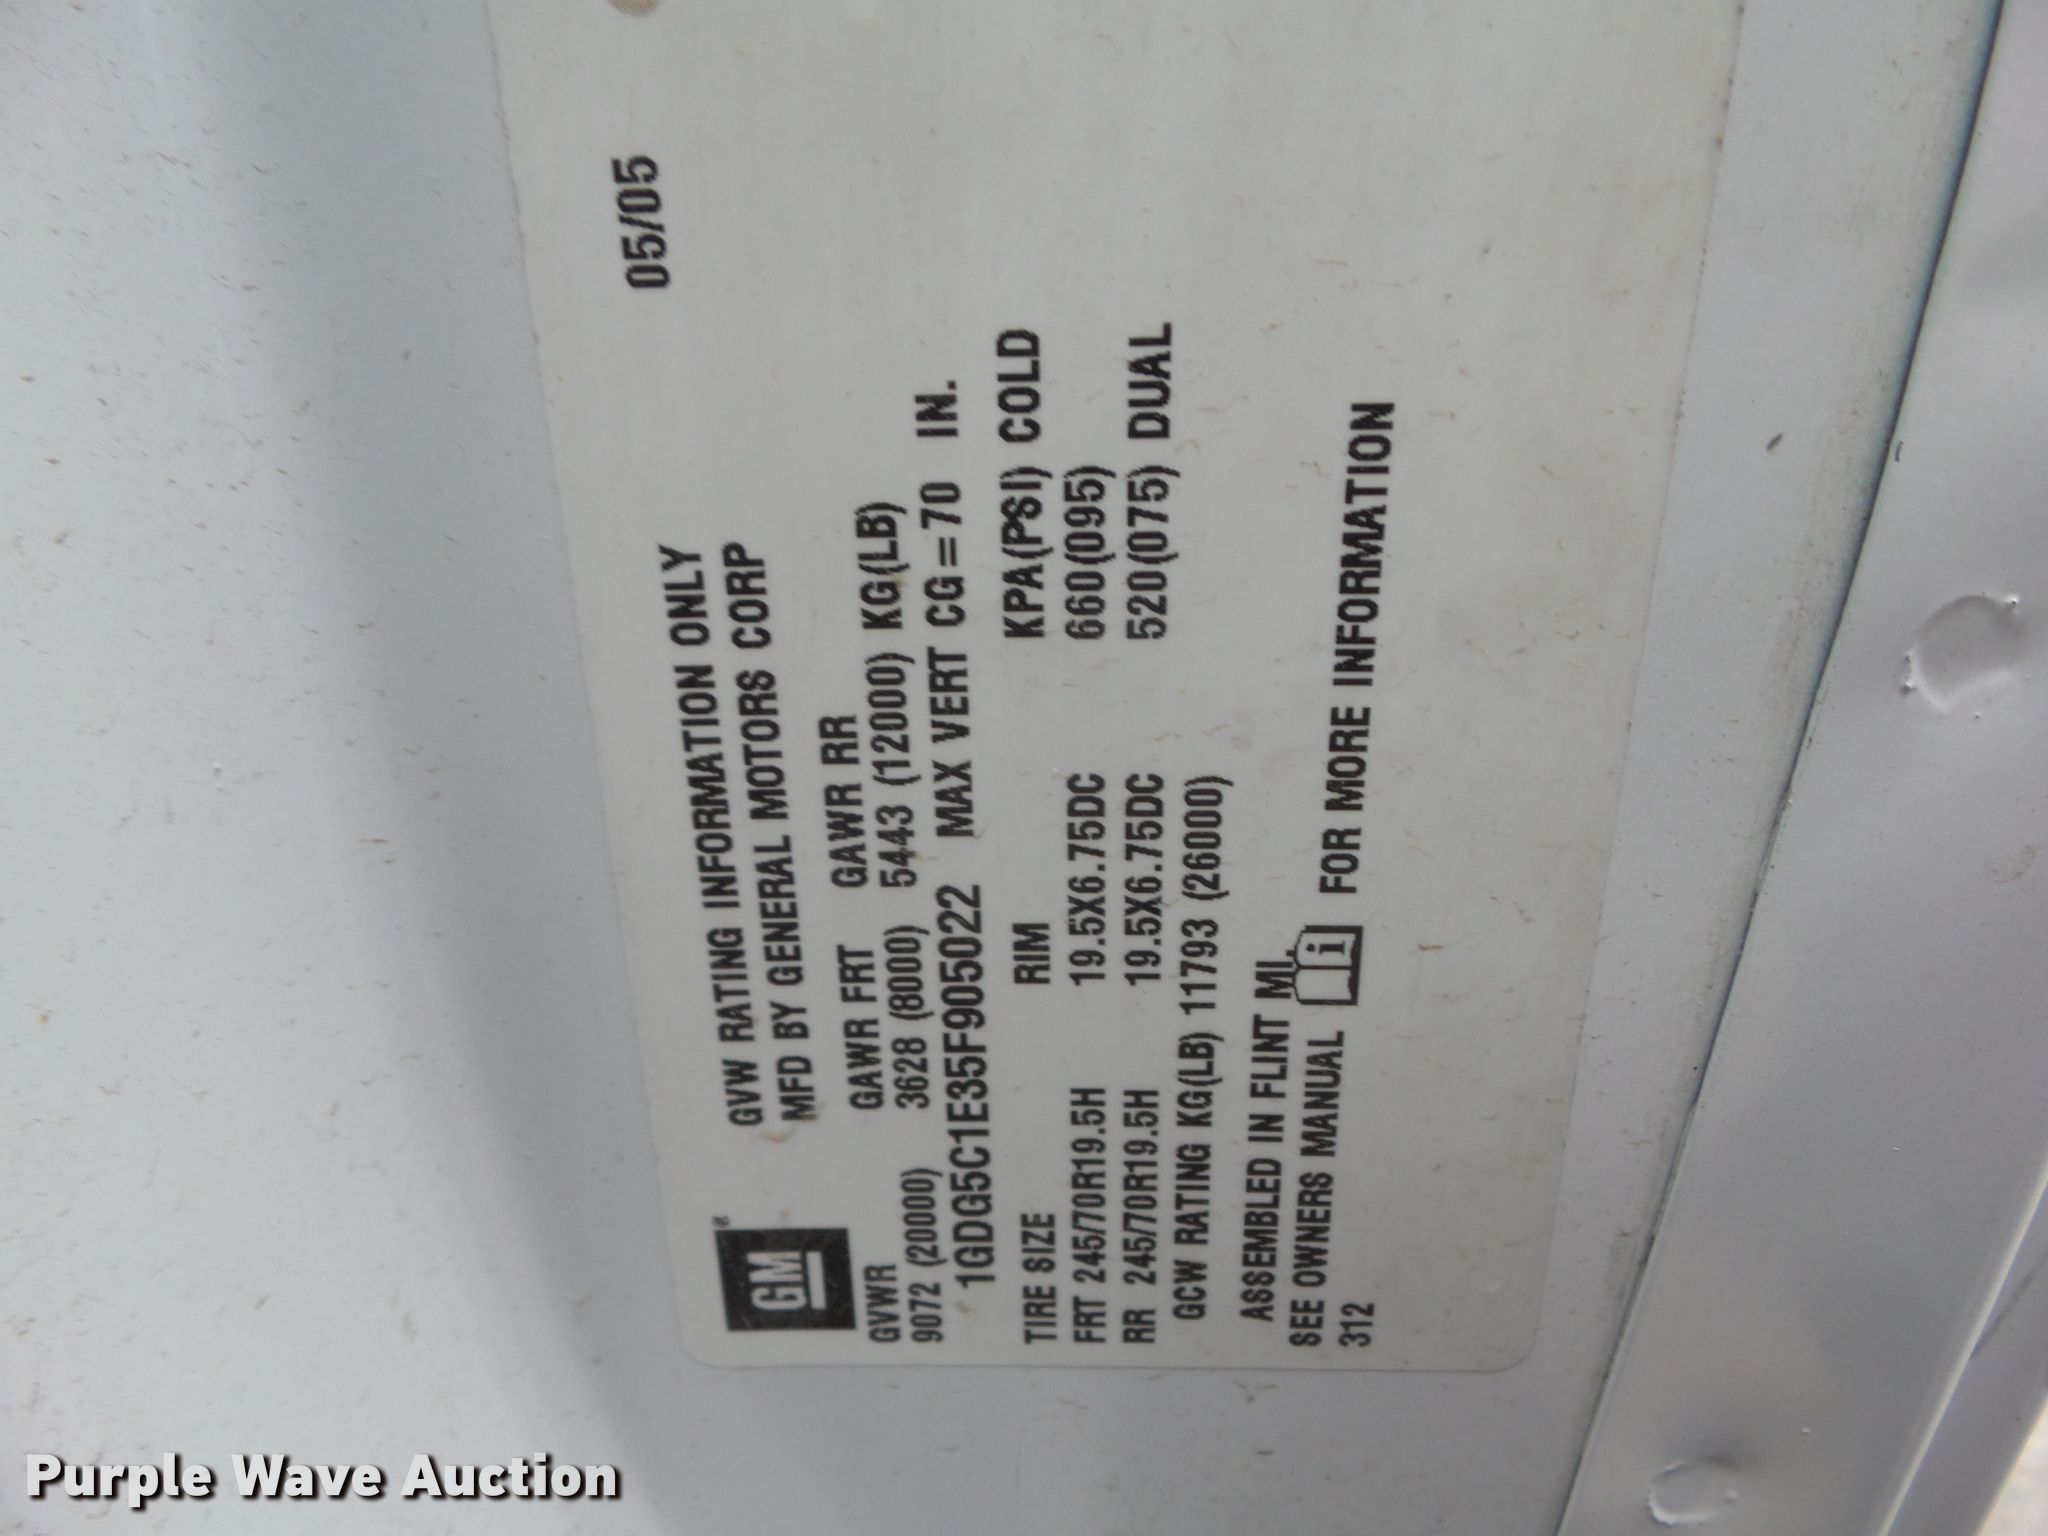 05/05
GVW RATING INFORMATION ONLY
MFD BY GENERAL MOTORS CORP
GM®
GVWR GAWR FRT GAWR RR
9072 (20000) 3628 (8000) 5443 (12000) KG(LB)
1GDG5C1E35F905022 MAX VERT CG=70 IN.
TIRE SIZE RIM KPA(PSI) COLD
FRT 245/70R19.5H 19.5X6.75DC 660(095)
RR 245/70R19.5H 19.5X6.75DC 520(075) DUAL
GCW RATING KG(LB) 11793 (26000)
ASSEMBLED IN FLINT MI.
SEE OWNERS MANUAL i FOR MORE INFORMATION
312
Purple Wave Auction